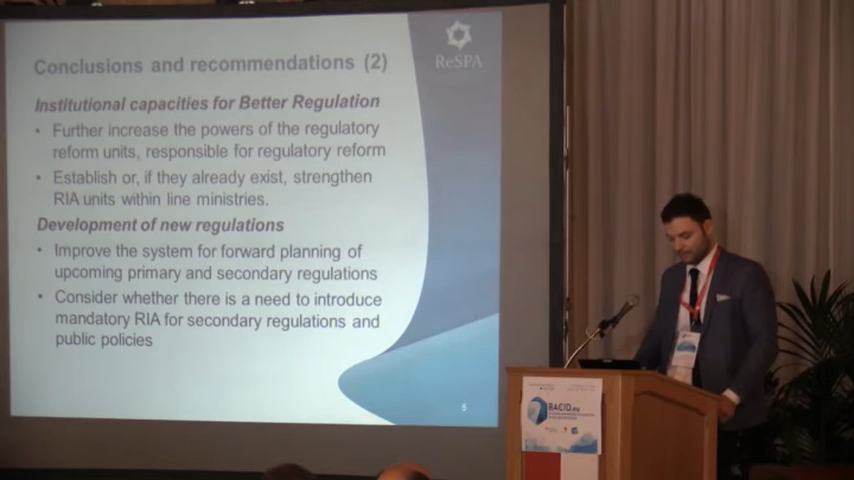 ReSPA
Conclusions and recommendations (2)
Institutional capacities for Better Regulation
• Further increase the powers of the regulatory
reform units, responsible for regulatory reform
• Establish or, if they already exist, strengthen
RIA units within line ministries.
Development of new regulations
• Improve the system for forward planning of
upcoming primary and secondary regulations
• Consider whether there is a need to introduce
mandatory RIA for secondary regulations and
public policies
5
BACID.eu